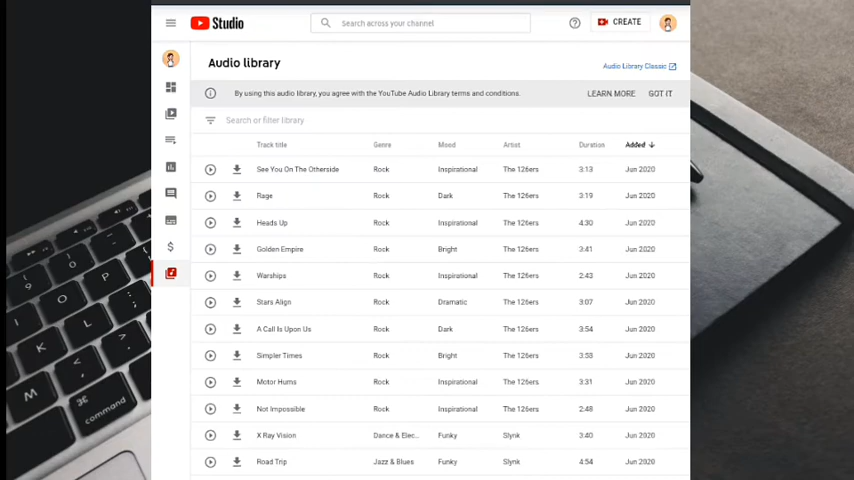 Studio
Search across your channel
CREATE
Audio library
Audio Library Classic
By using this audio library, you agree with the YouTube Audio Library terms and conditions.
LEARN MORE
GOT IT
Search or filter library
Track title Genre Mood Artist Duration Added
See You On The Otherside Rock Inspirational The 126ers 3:13 Jun 2020
Rage Rock Dark The 126ers 3:19 Jun 2020
Heads Up Rock Inspirational The 126ers 4:30 Jun 2020
Golden Empire Rock Bright The 126ers 3:41 Jun 2020
Warships Rock Inspirational The 126ers 2:43 Jun 2020
Stars Align Rock Dramatic The 126ers 3:07 Jun 2020
A Call Is Upon Us Rock Dark The 126ers 3:54 Jun 2020
Simpler Times Rock Bright The 126ers 3:53 Jun 2020
Motor Hums Rock Inspirational The 126ers 3:31 Jun 2020
Not Impossible Rock Inspirational The 126ers 2:48 Jun 2020
X Ray Vision Dance & Elec... Funky Slynk 3:40 Jun 2020
Road Trip Jazz & Blues Funky Slynk 4:54 Jun 2020
9
I
O
P
K
L
M
command